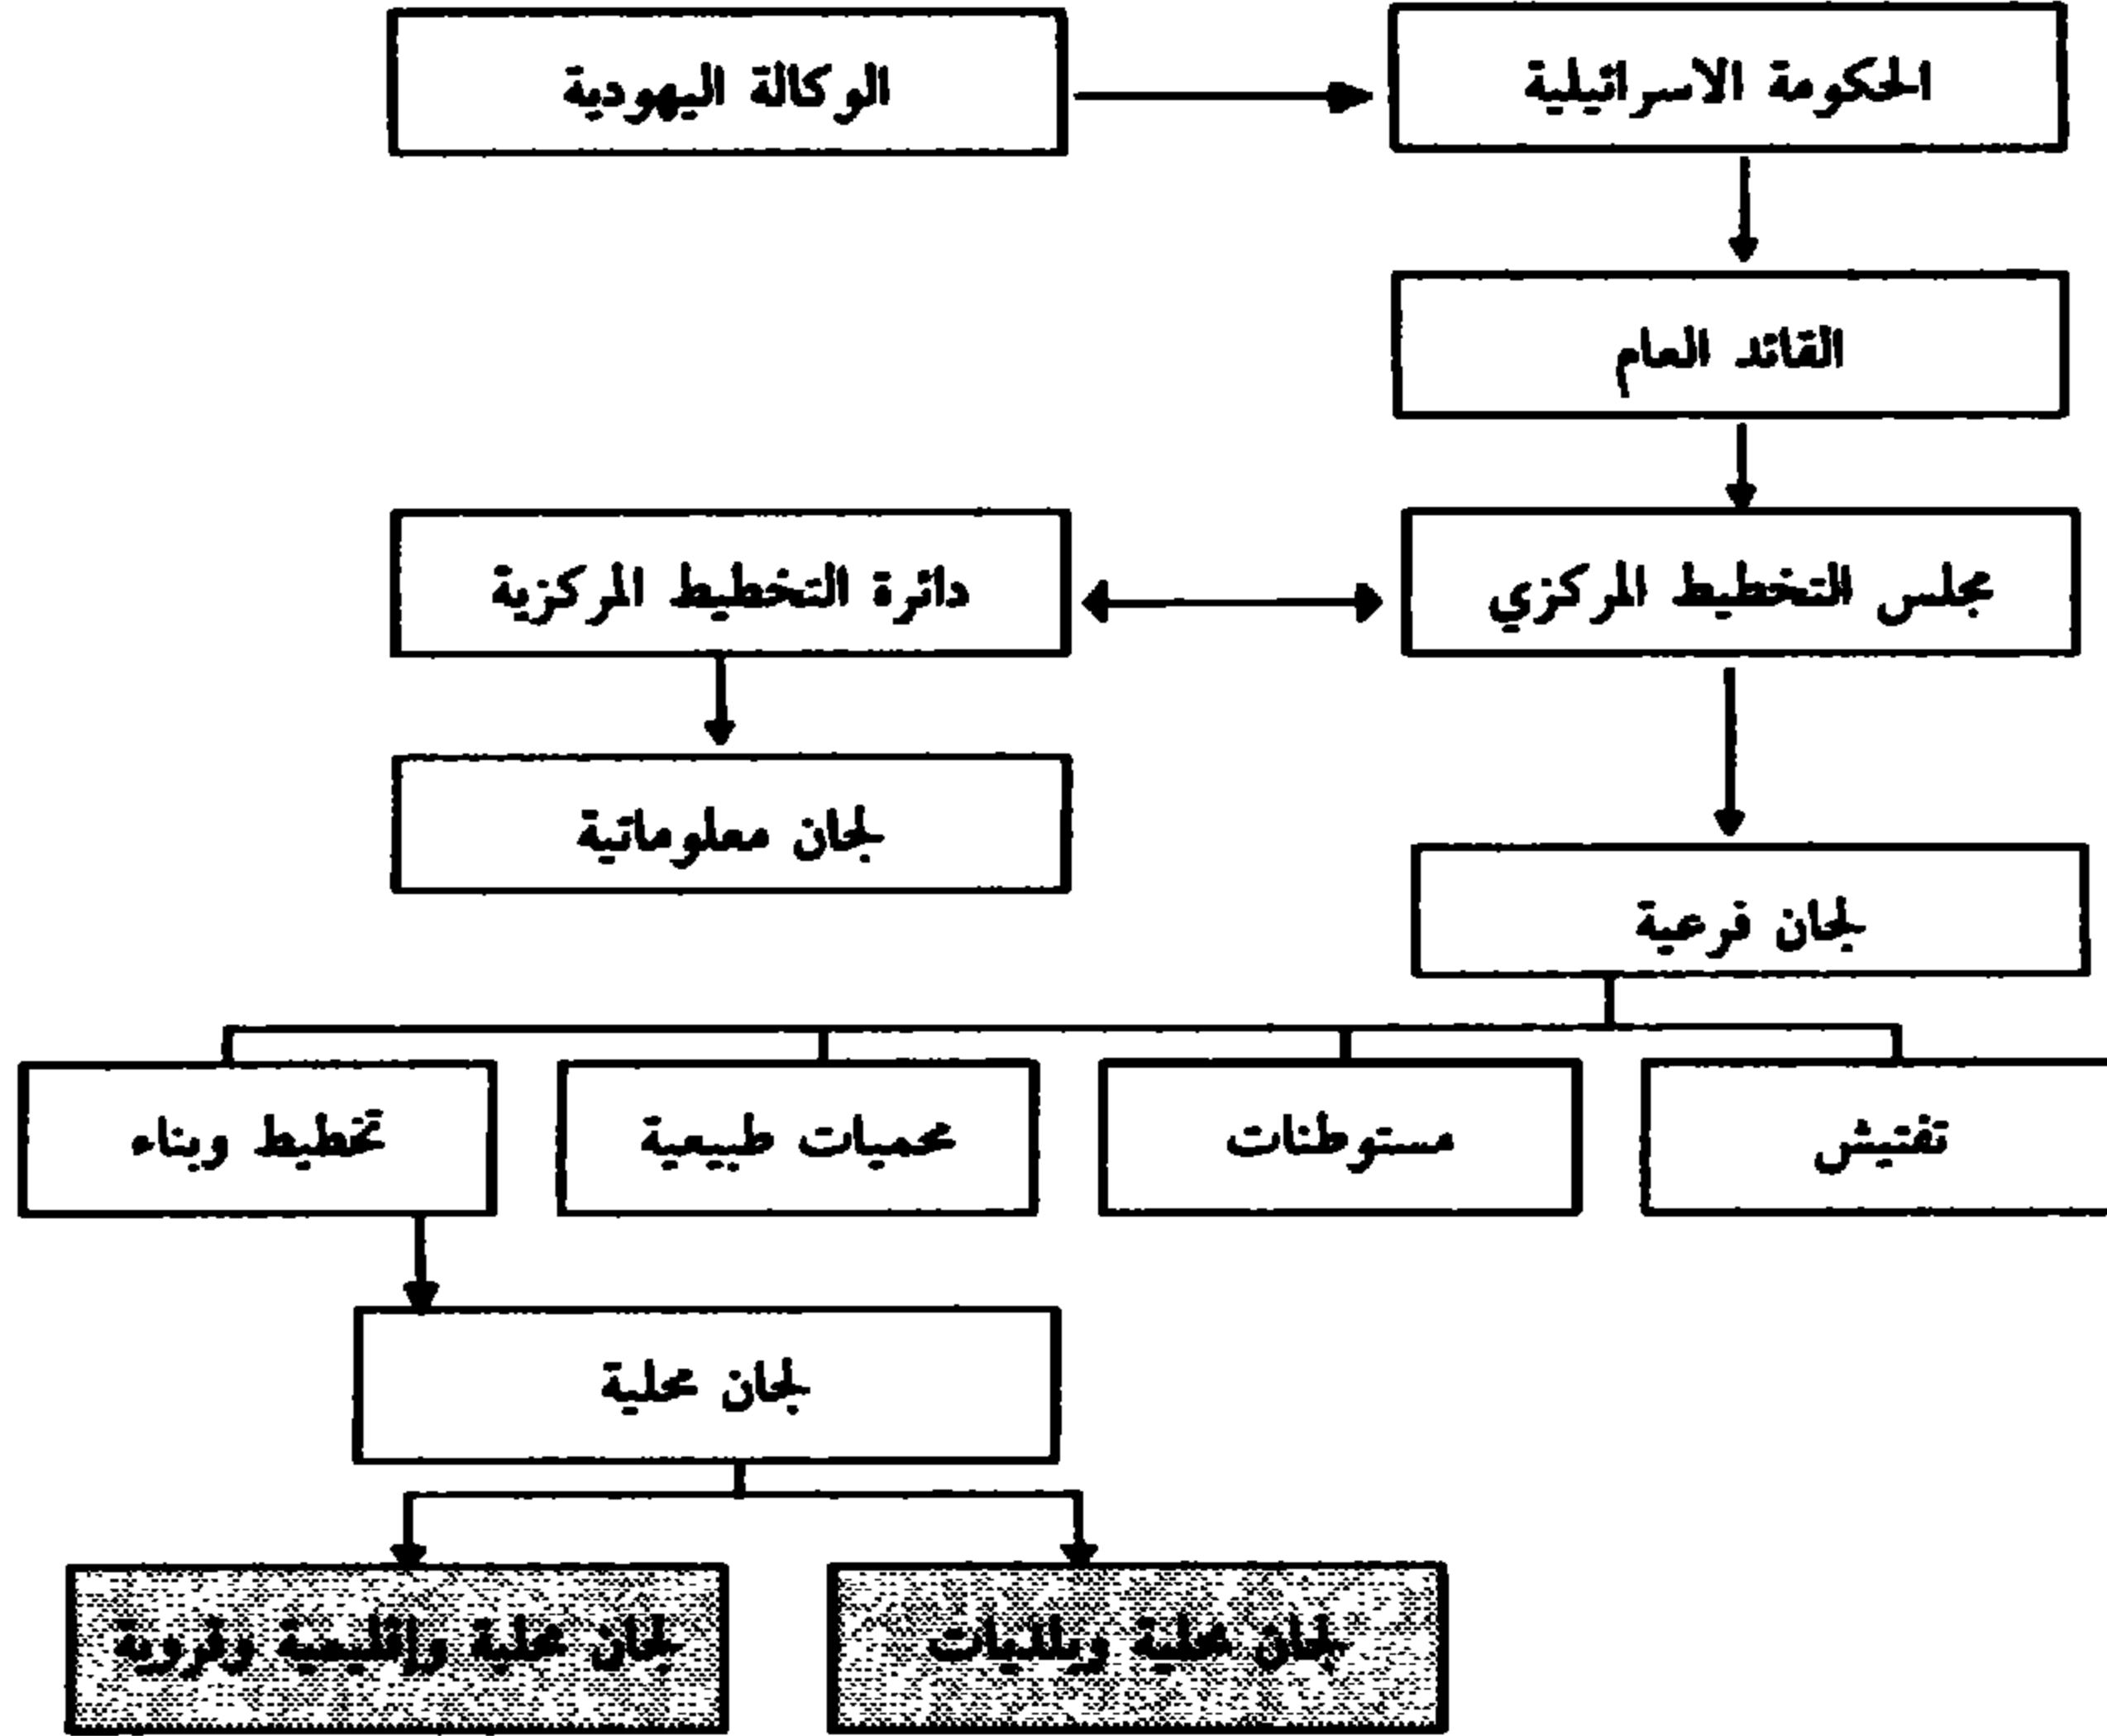 الحكومة الاسرائيلية
الوكالة اليهودية
القائد العام
مجلس التخطيط المركزي
دائرة التخطيط المركزية
لجان معلوماتية
لجان فرعية
تفتيش
مستوطنات
محميات طبيعية
تخطيط وبناء
لجان محلية
لجان محلية وبلديات
لجان محلية وإقليمية وقروية